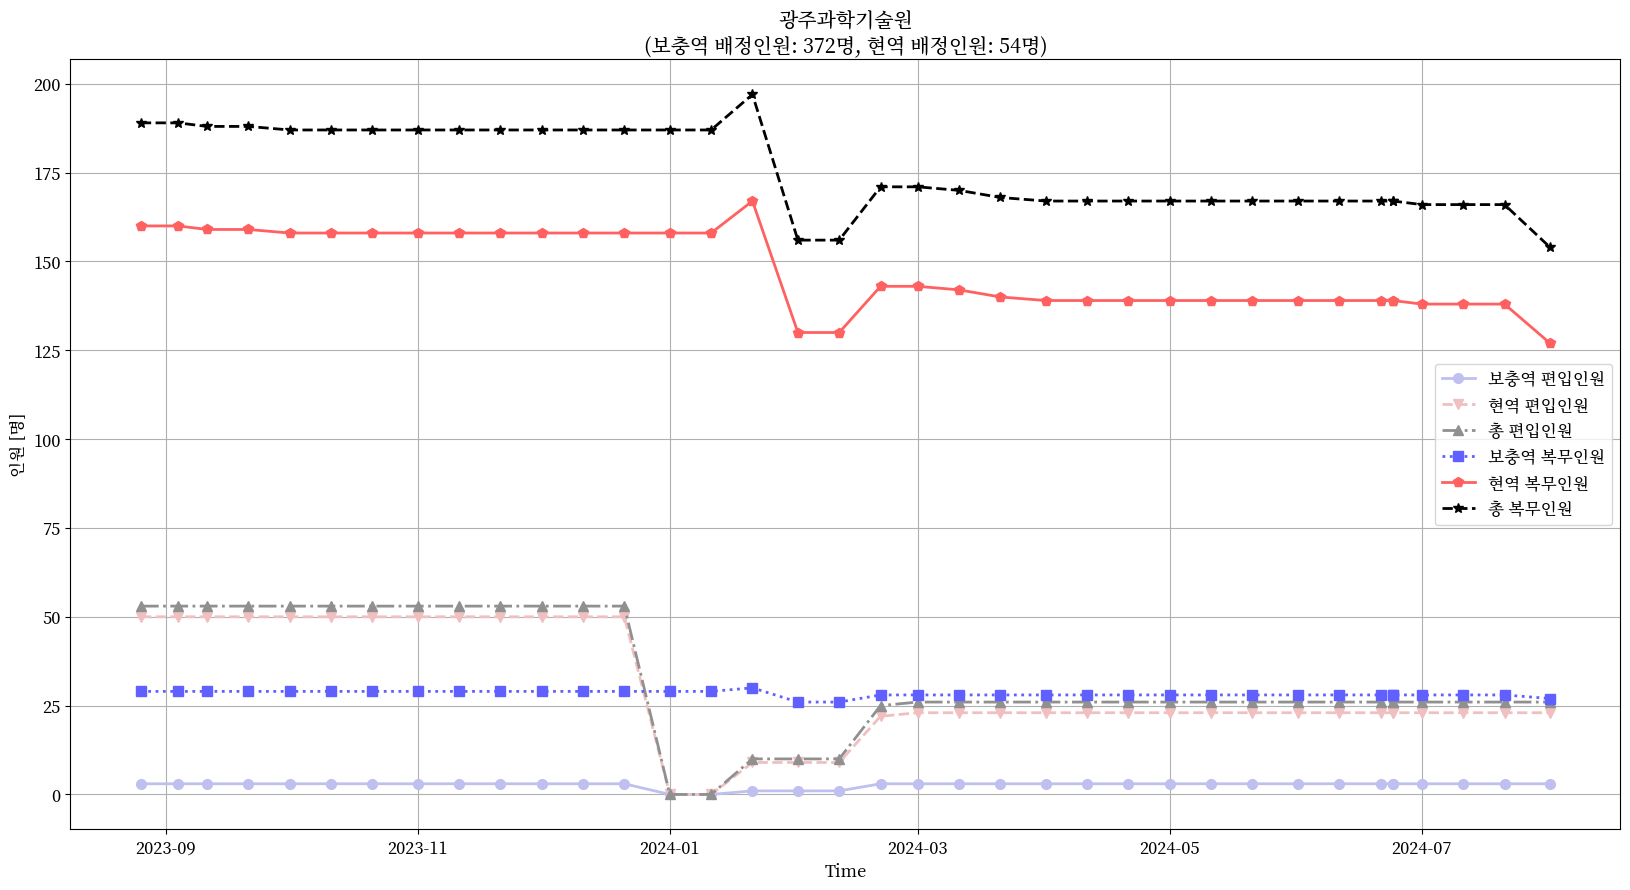 광주과학기술원
(보충역 배정인원: 372명, 현역 배정인원: 54명)
인원 [명]
200
175
150
125
100
75
50
25
0
보충역 편입인원
현역 편입인원
총 편입인원
보충역 복무인원
현역 복무인원
총 복무인원
2023-09
2023-11
2024-01
2024-03
2024-05
2024-07
Time